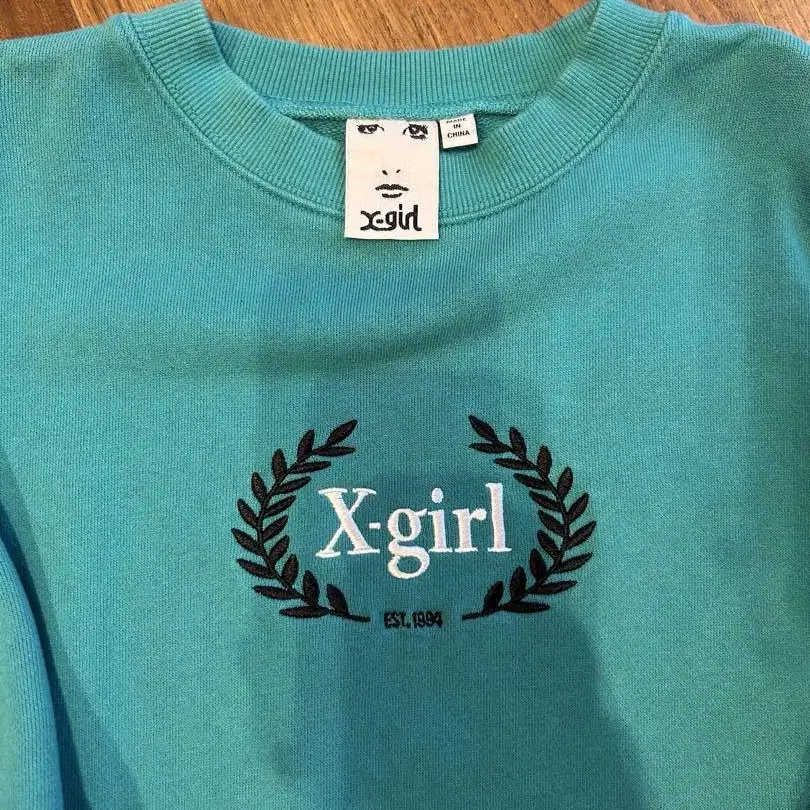 MADE
IN
CHINA
x-girl
X-girl
EST. 1994